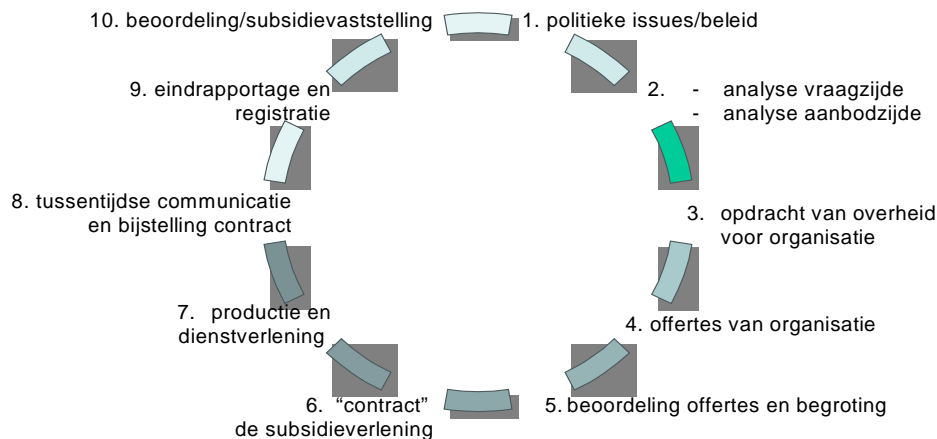 10. beoordeling/subsidievaststelling
1. politieke issues/beleid
2. - analyse vraagzijde
- analyse aanbodzijde
3. opdracht van overheid
voor organisatie
4. offertes van organisatie
5. beoordeling offertes en begroting
6. “contract”
de subsidieverlening
7. productie en
dienstverlening
8. tussentijdse communicatie
en bijstelling contract
9. eindrapportage en
registratie